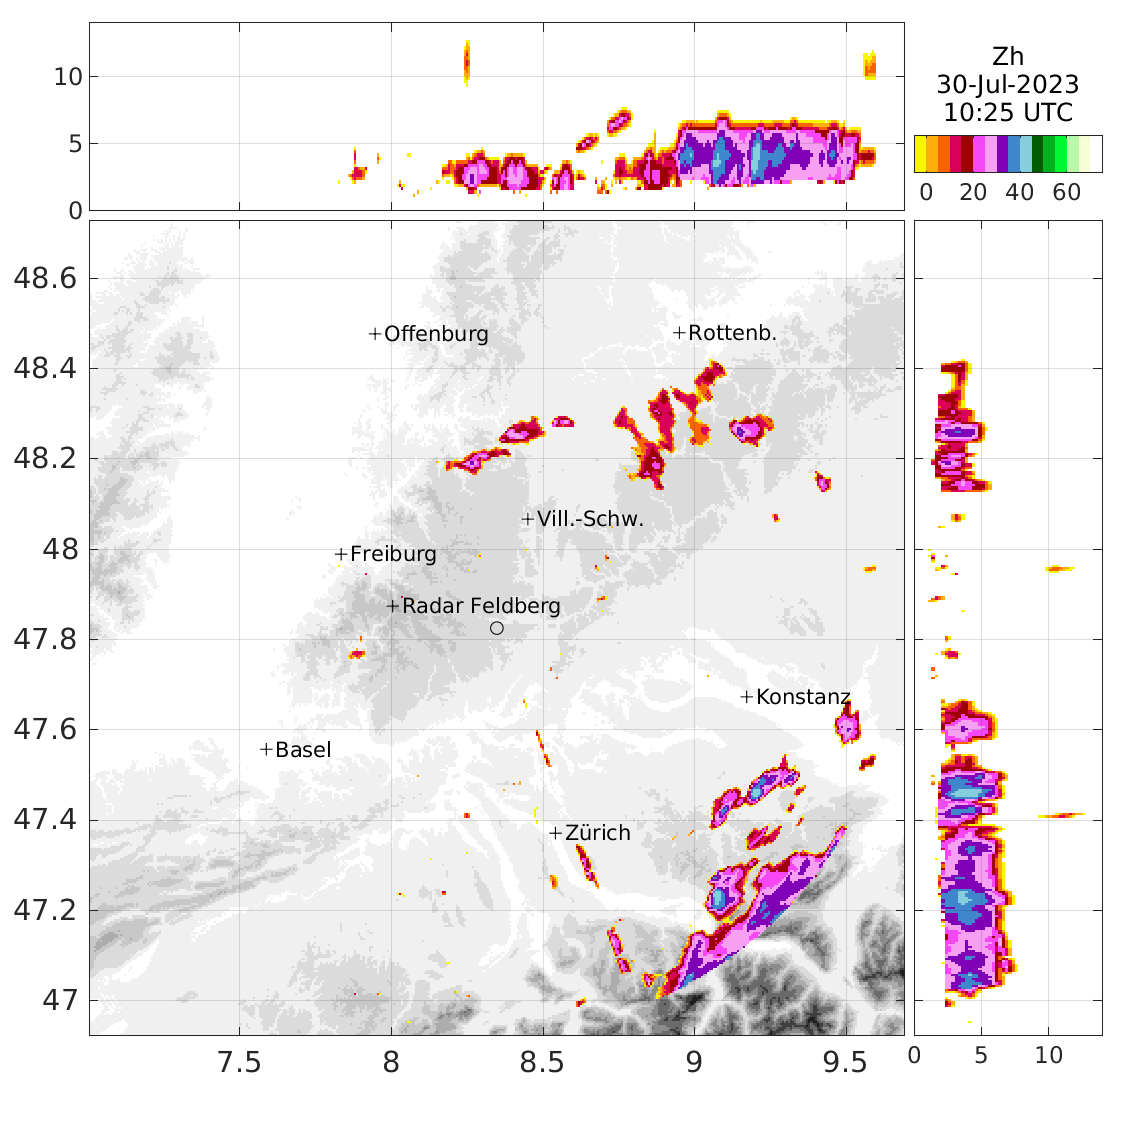 10
5
0
Zh
30-Jul-2023
10:25 UTC
0 20 40 60
48.6
48.4
48.2
48
47.8
47.6
47.4
47.2
47
Offenburg
Rottenb.
Vill.-Schw.
Freiburg
Radar Feldberg
Konstanz
Basel
Zürich
7.5 8 8.5 9 9.5
0 5 10